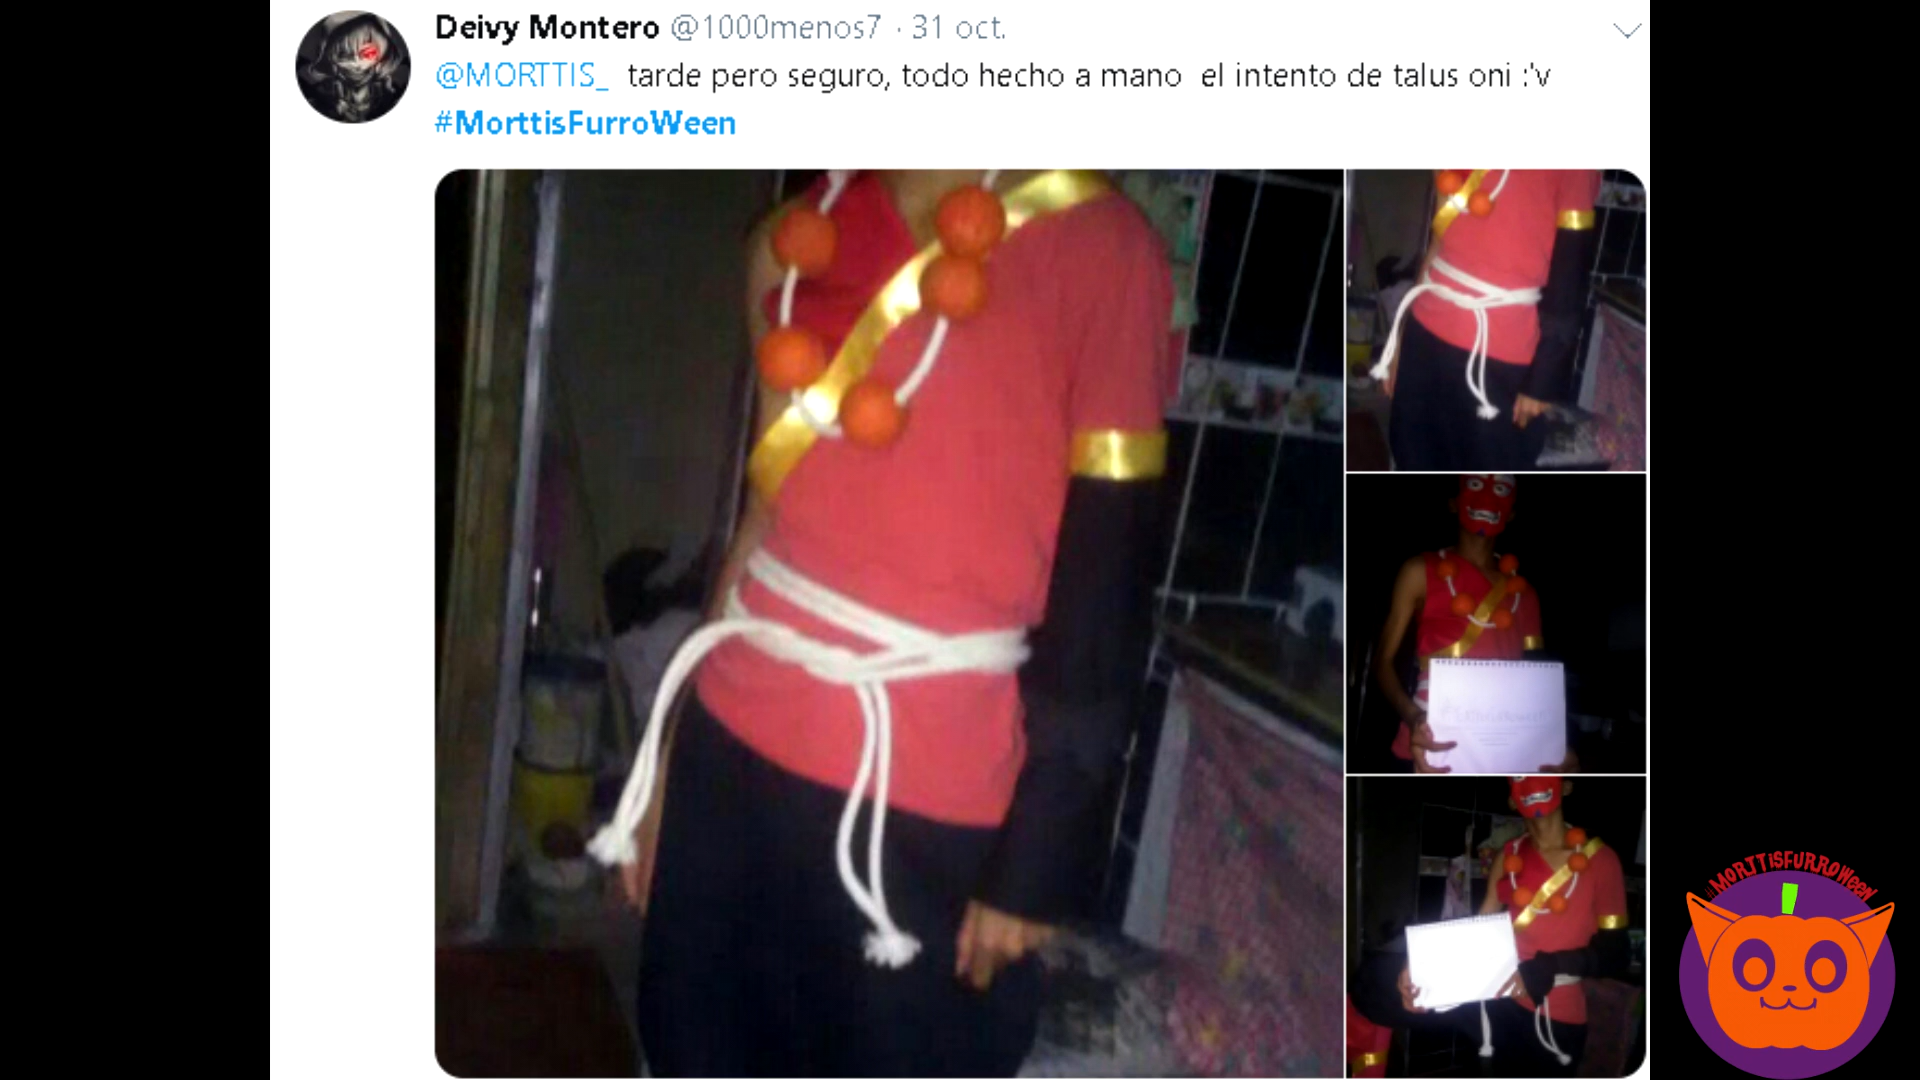 Deivy Montero @1000menos7 · 31 oct.
@MORTTIS_ tarde pero seguro, todo hecho a mano el intento de talus oni :'v
#MorttisFurroWeen
#MORTTISFURROWEEN